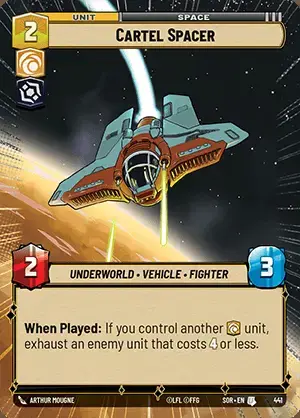 UNIT
SPACE
2
CARTEL SPACER
2
UNDERWORLD • VEHICLE • FIGHTER
3
When Played: If you control another unit,
exhaust an enemy unit that costs 4 or less.
ARTHUR MOUGNE
©LFL ©FFG
SOR • EN
441